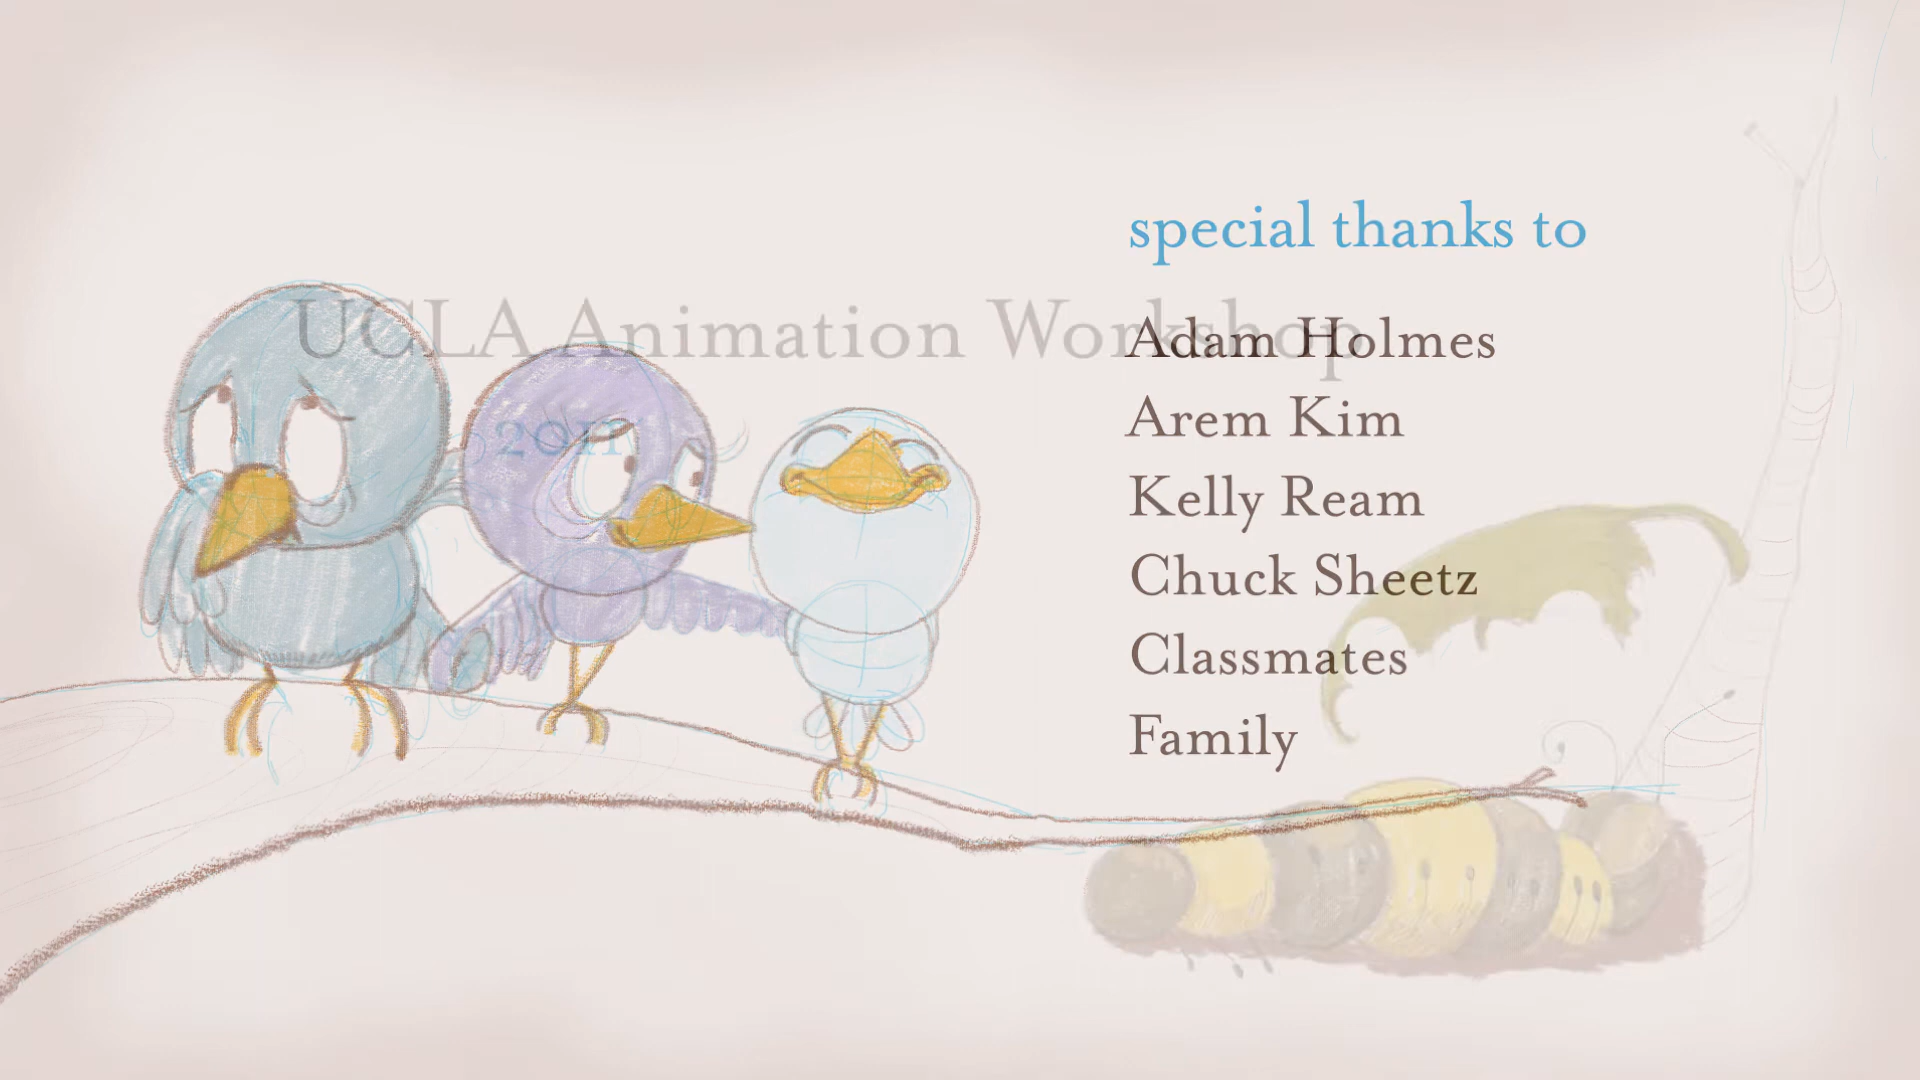 special thanks to
UCLA Animation Workshop
Adam Holmes
Arem Kim
2011
Kelly Ream
Chuck Sheetz
Classmates
Family